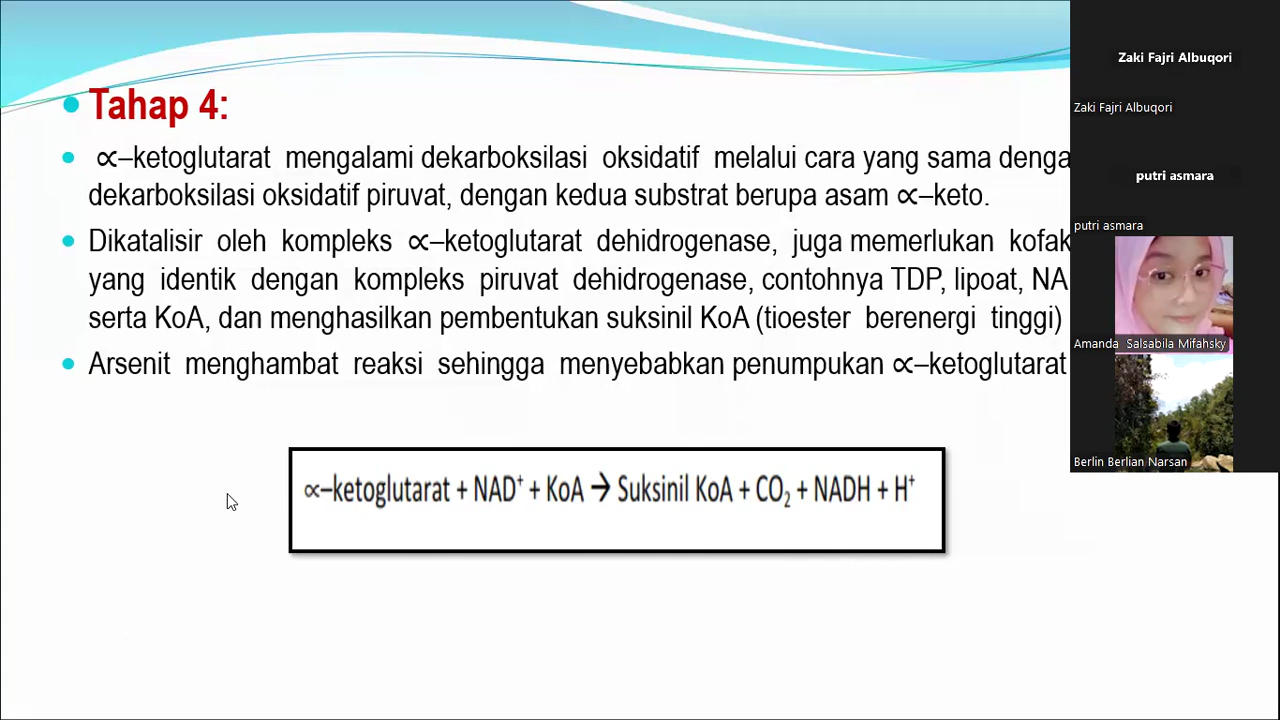 Tahap 4:
∝–ketoglutarat mengalami dekarboksilasi oksidatif melalui cara yang sama denga
dekarboksilasi oksidatif piruvat, dengan kedua substrat berupa asam ∝–keto.
Dikatalisir oleh kompleks ∝–ketoglutarat dehidrogenase, juga memerlukan kofak
yang identik dengan kompleks piruvat dehidrogenase, contohnya TDP, lipoat, NA
serta KoA, dan menghasilkan pembentukan suksinil KoA (tioester berenergi tinggi)
Arsenit menghambat reaksi sehingga menyebabkan penumpukan ∝–ketoglutarat
∝–ketoglutarat + NAD⁺ + KoA → Suksinil KoA + CO₂ + NADH + H⁺
Zaki Fajri Albuqori
Zaki Fajri Albuqori
putri asmara
putri asmara
Amanda Salsabila Mifahsky
Berlin Berlian Narsan